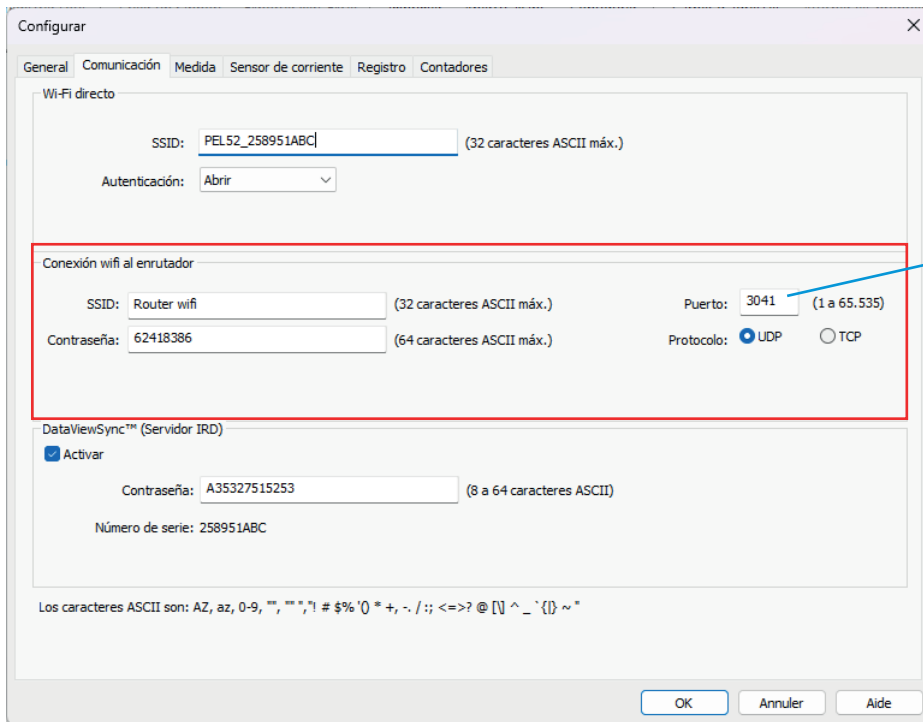 Configurar
General Comunicación Medida Sensor de corriente Registro Contadores
Wi-Fi directo
SSID: PEL52_258951ABC (32 caracteres ASCII máx.)
Autenticación: Abrir
Conexión wifi al enrutador
SSID: Router wifi (32 caracteres ASCII máx.) Puerto: 3041 (1 a 65.535)
Contraseña: 62418386 (64 caracteres ASCII máx.) Protocolo: UDP TCP
DataViewSync™ (Servidor IRD)
Activar
Contraseña: A35327515253 (8 a 64 caracteres ASCII)
Número de serie: 258951ABC
Los caracteres ASCII son: AZ, az, 0-9, "", "" ","! # $% '() * +, -. / :; <=>? @ [\] ^ _ `{|} ~ "
OK Annuler Aide